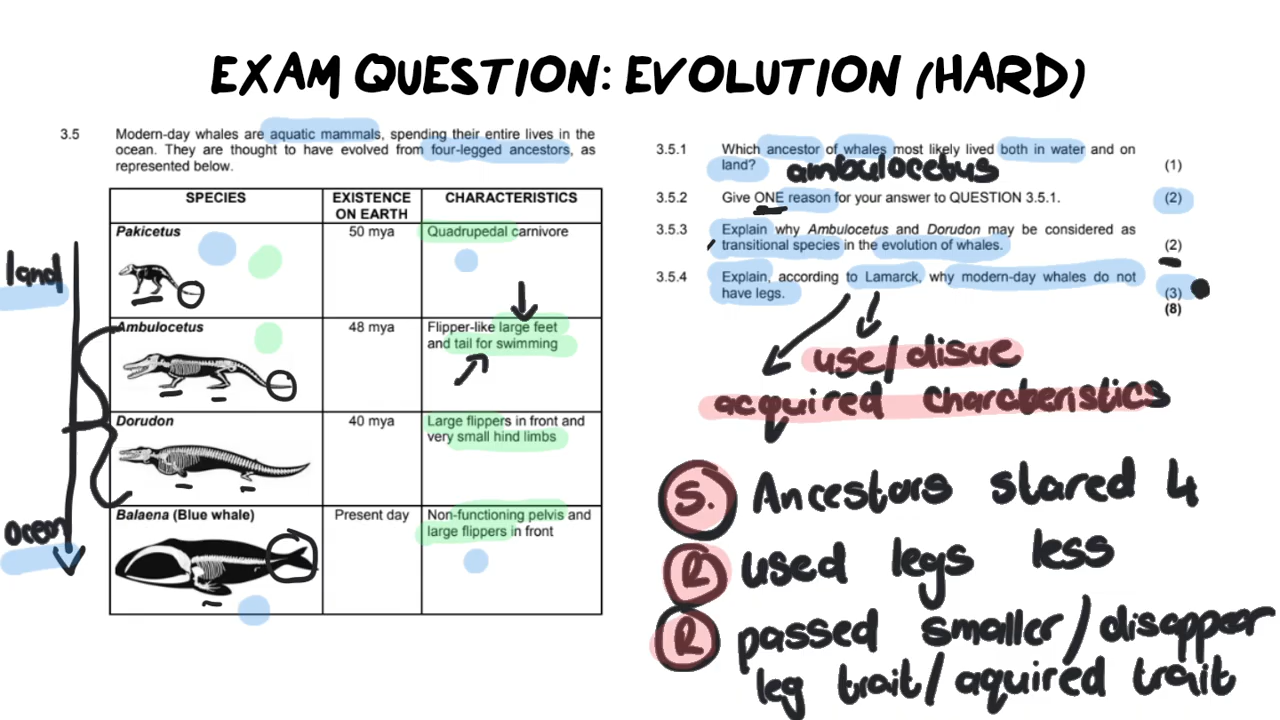 EXAM QUESTION: EVOLUTION (HARD)
3.5 Modern-day whales are aquatic mammals, spending their entire lives in the
ocean. They are thought to have evolved from four-legged ancestors, as
represented below.
SPECIES EXISTENCE ON EARTH CHARACTERISTICS
Pakicetus 50 mya Quadrupedal carnivore
land
Ambulocetus 48 mya Flipper-like large feet
and tail for swimming
Dorudon 40 mya Large flippers in front and
very small hind limbs
Balaena (Blue whale) Present day Non-functioning pelvis and
large flippers in front
ocean
3.5.1 Which ancestor of whales most likely lived both in water and on
land? (1)
ambulocetus
3.5.2 Give ONE reason for your answer to QUESTION 3.5.1. (2)
3.5.3 Explain why Ambulocetus and Dorudon may be considered as
transitional species in the evolution of whales. (2)
3.5.4 Explain, according to Lamarck, why modern-day whales do not
have legs. (3)
(8)
use/disue
acquired charcteristics
S. Ancestors stared 4
R used legs less
R passed smaller/disapper
leg trait/aquired trait